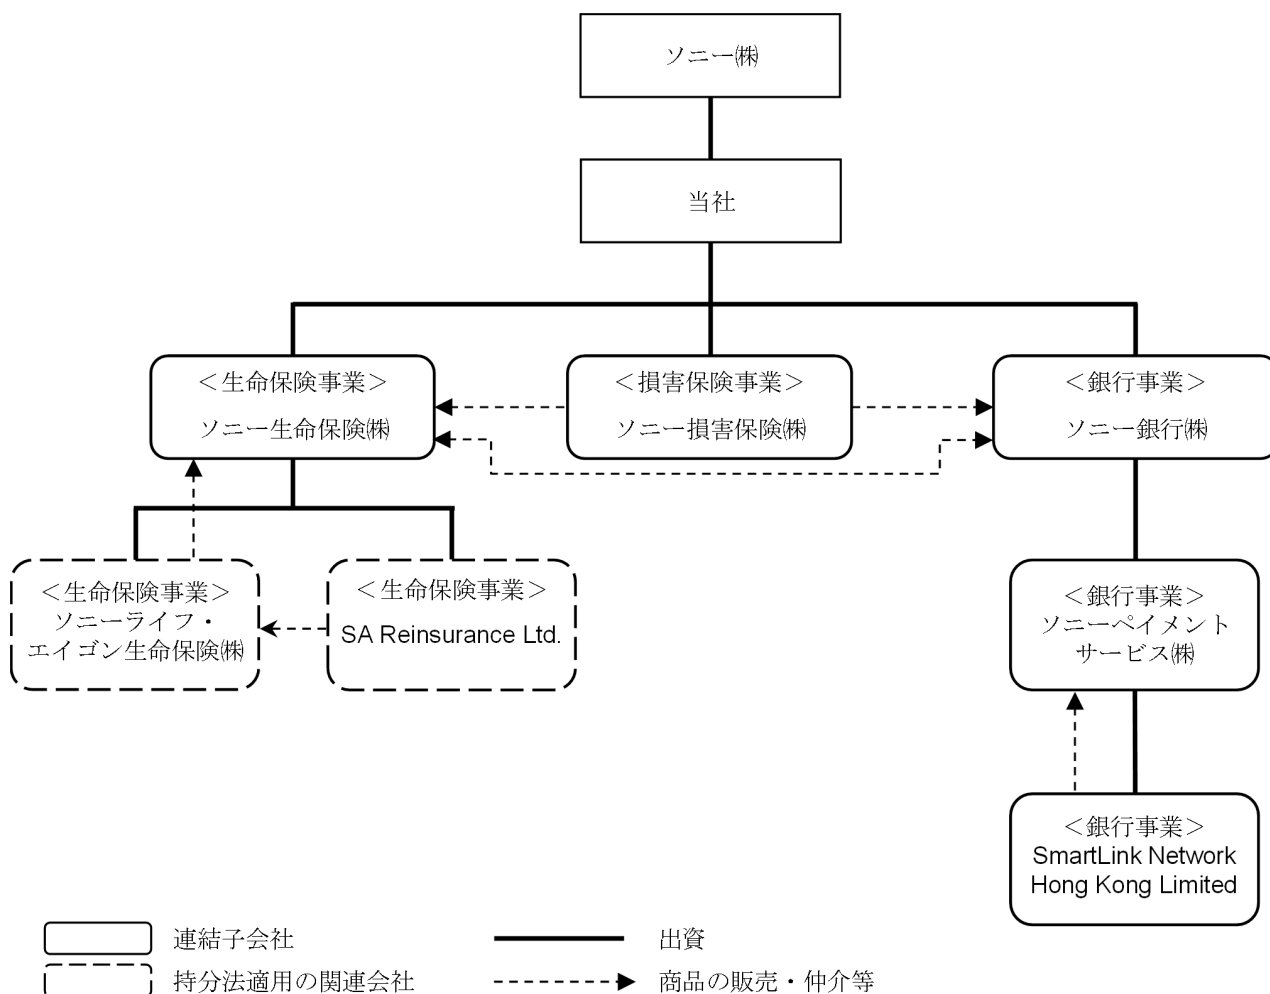 ソニー㈱
当社
＜生命保険事業＞
ソニー生命保険㈱
＜損害保険事業＞
ソニー損害保険㈱
＜銀行事業＞
ソニー銀行㈱
＜生命保険事業＞
ソニーライフ・
エイゴン生命保険㈱
＜生命保険事業＞
SA Reinsurance Ltd.
＜銀行事業＞
ソニーペイメント
サービス㈱
＜銀行事業＞
SmartLink Network
Hong Kong Limited
連結子会社
出資
持分法適用の関連会社
商品の販売・仲介等